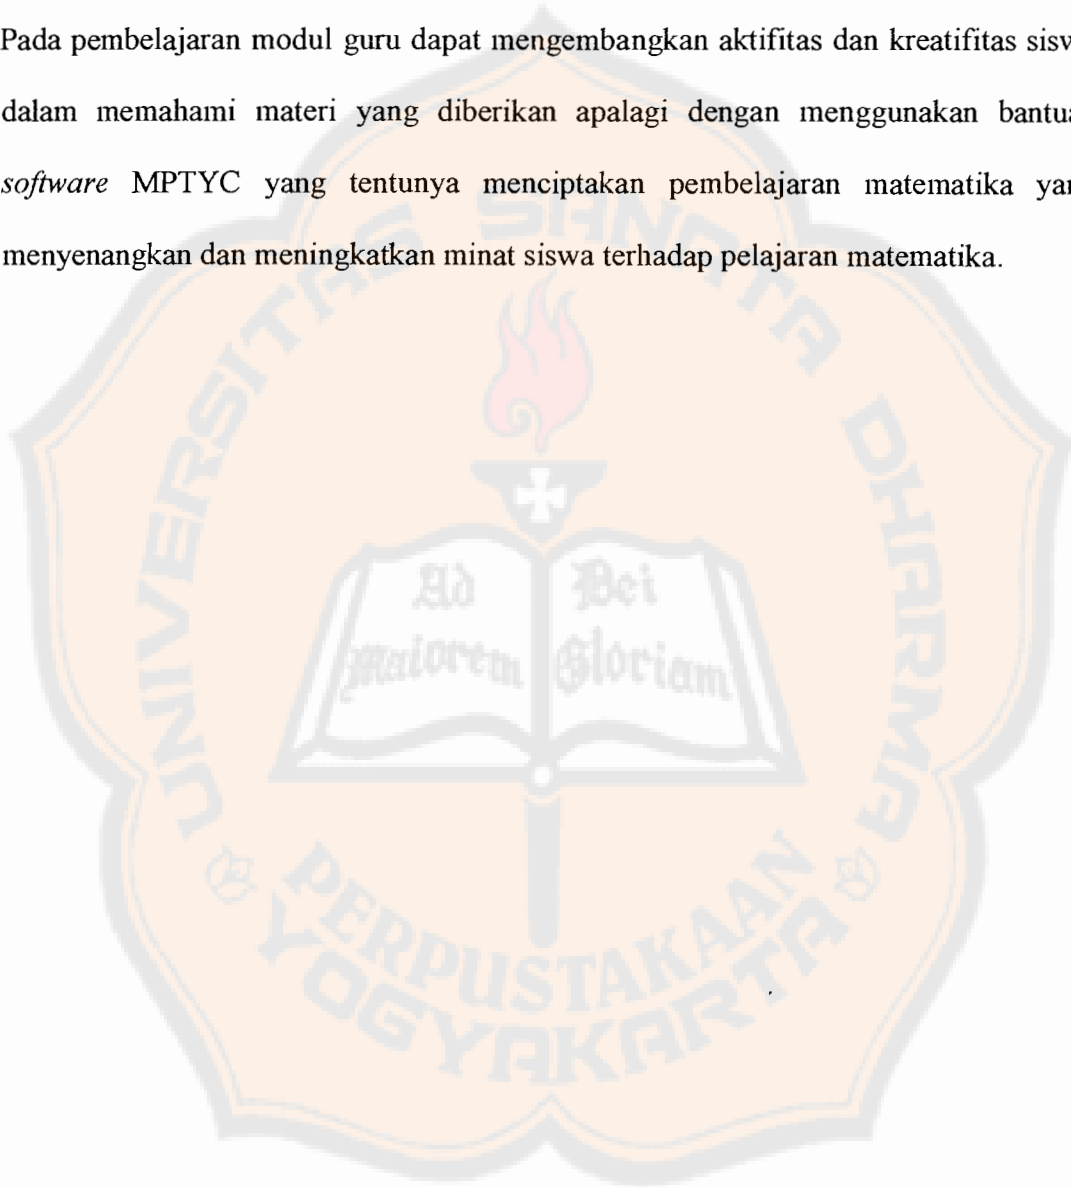 Pada pembelajaran modul guru dapat mengembangkan aktifitas dan kreatifitas sisw
dalam memahami materi yang diberikan apalagi dengan menggunakan bantua
software MPTYC yang tentunya menciptakan pembelajaran matematika yan
menyenangkan dan meningkatkan minat siswa terhadap pelajaran matematika.
UNIVERSITAS SANATA DHARMA
Ad Dei
maiorem Gloriam
PERPUSTAKAAN
YOGYAKARTA